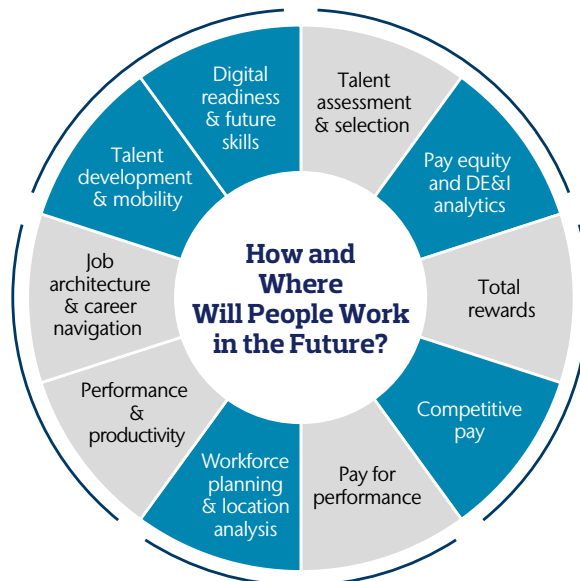 Digital
readiness
& future
skills
Talent
assessment
& selection
Pay equity
and DE&I
analytics
Total
rewards
Competitive
pay
Pay for
performance
Workforce
planning
& location
analysis
Performance
&
productivity
Job
architecture
& career
navigation
Talent
development
& mobility
How and
Where
Will People Work
in the Future?